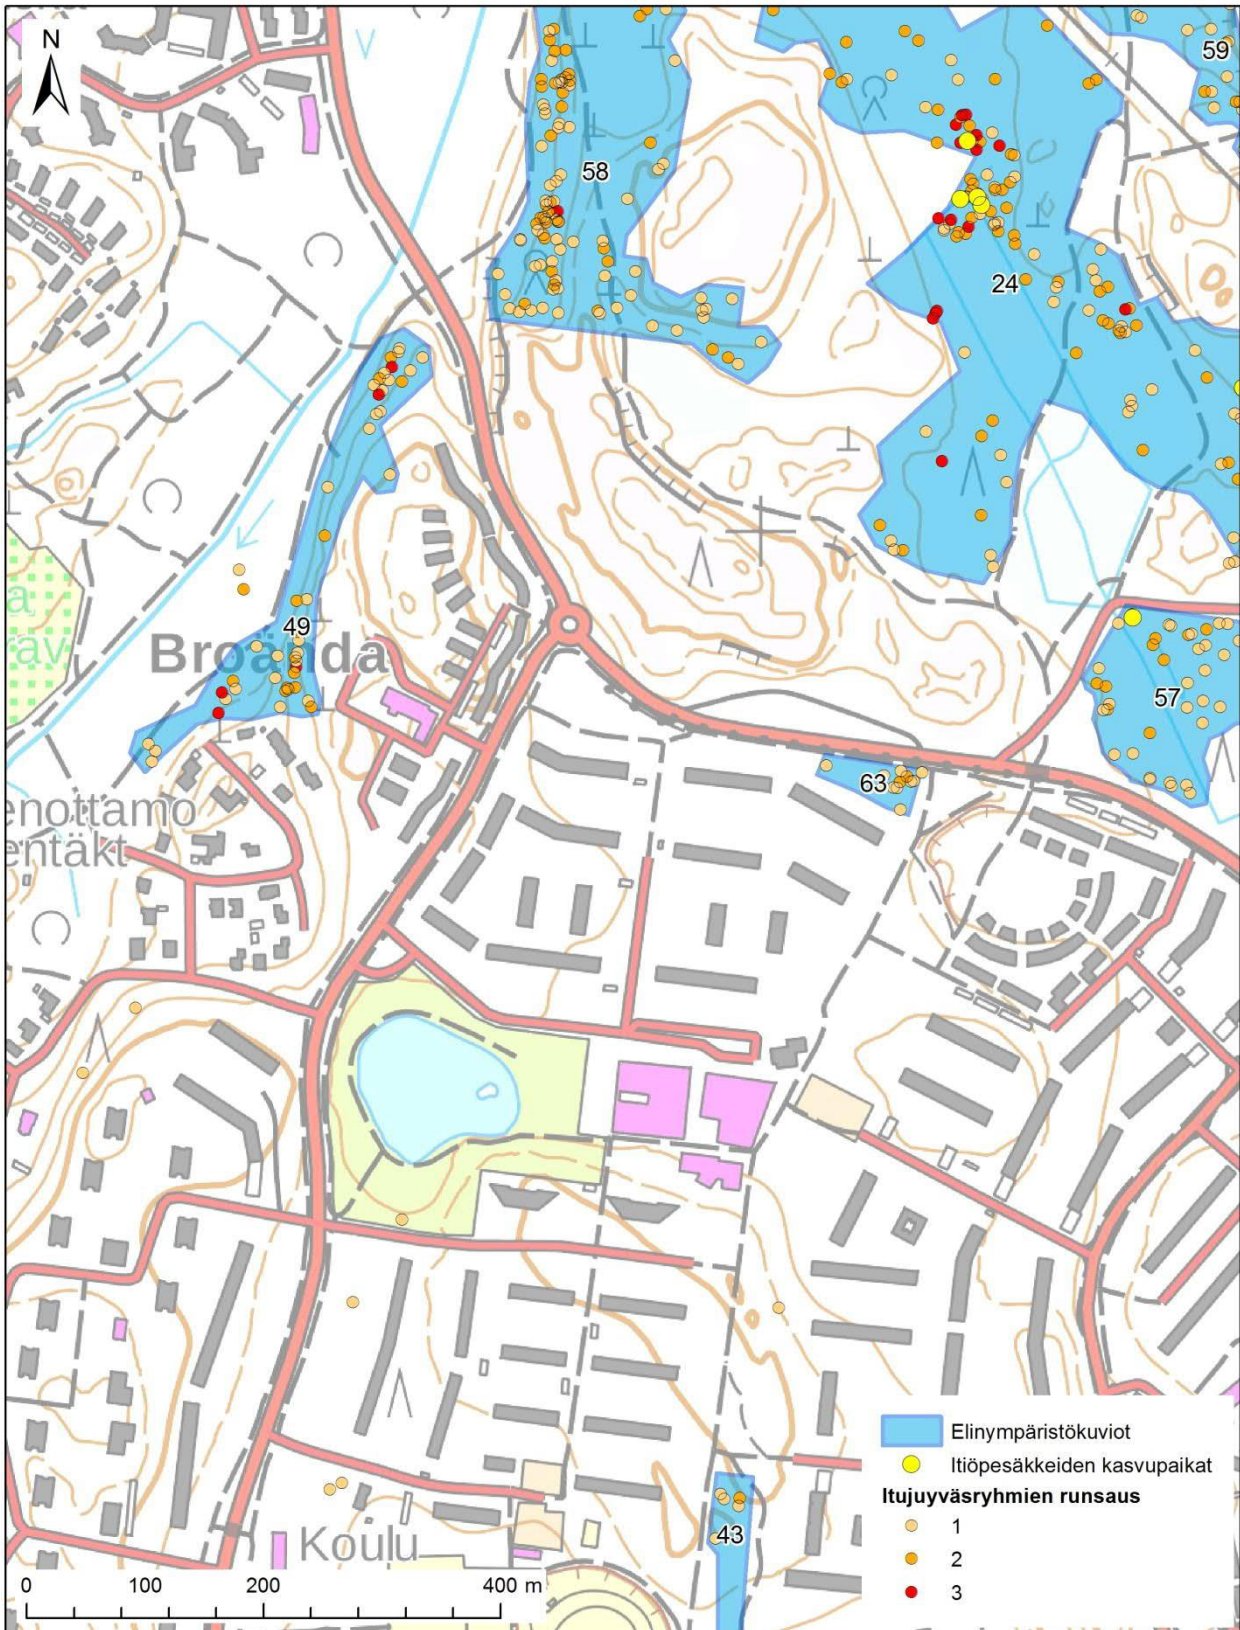 N
59
58
24
49
Broända
57
63
enottamo
entäkt
a
av
Elinympäristökuviot
Itiöpesäkkeiden kasvupaikat
Itujuyväsryhmien runsaus
1
2
3
43
Koulu
0 100 200 400 m